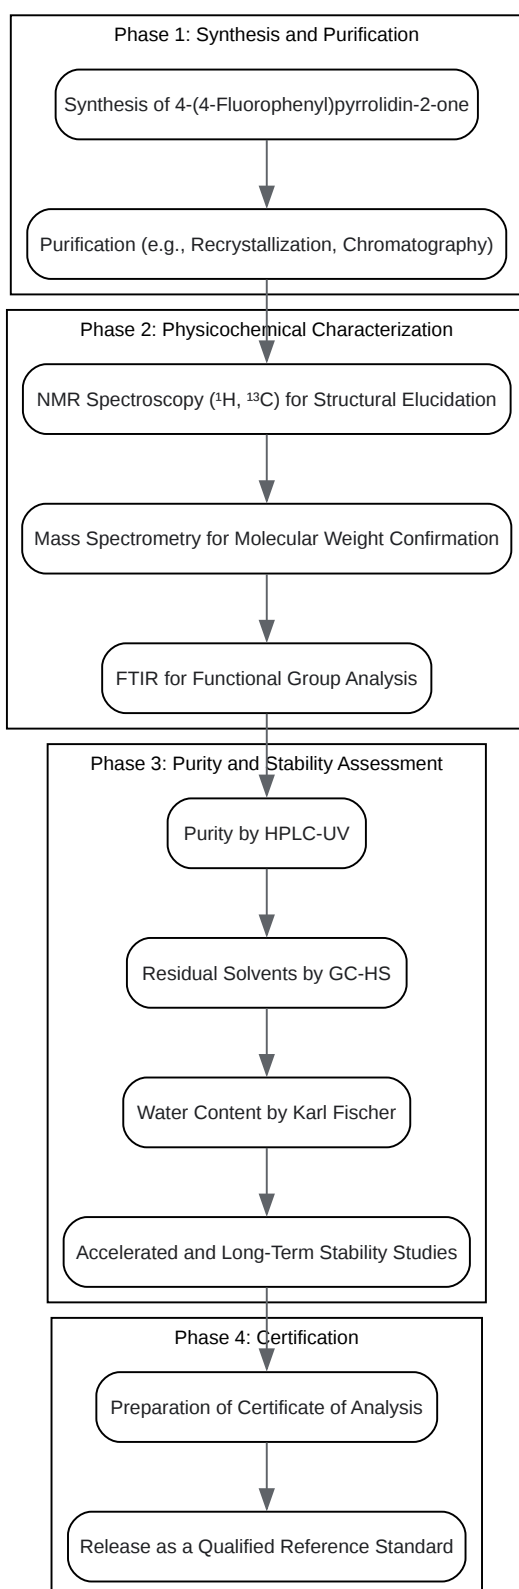 Phase 1: Synthesis and Purification
Synthesis of 4-(4-Fluorophenyl)pyrrolidin-2-one
Purification (e.g., Recrystallization, Chromatography)
Phase 2: Physicochemical Characterization
NMR Spectroscopy (¹H, ¹³C) for Structural Elucidation
Mass Spectrometry for Molecular Weight Confirmation
FTIR for Functional Group Analysis
Phase 3: Purity and Stability Assessment
Purity by HPLC-UV
Residual Solvents by GC-HS
Water Content by Karl Fischer
Accelerated and Long-Term Stability Studies
Phase 4: Certification
Preparation of Certificate of Analysis
Release as a Qualified Reference Standard